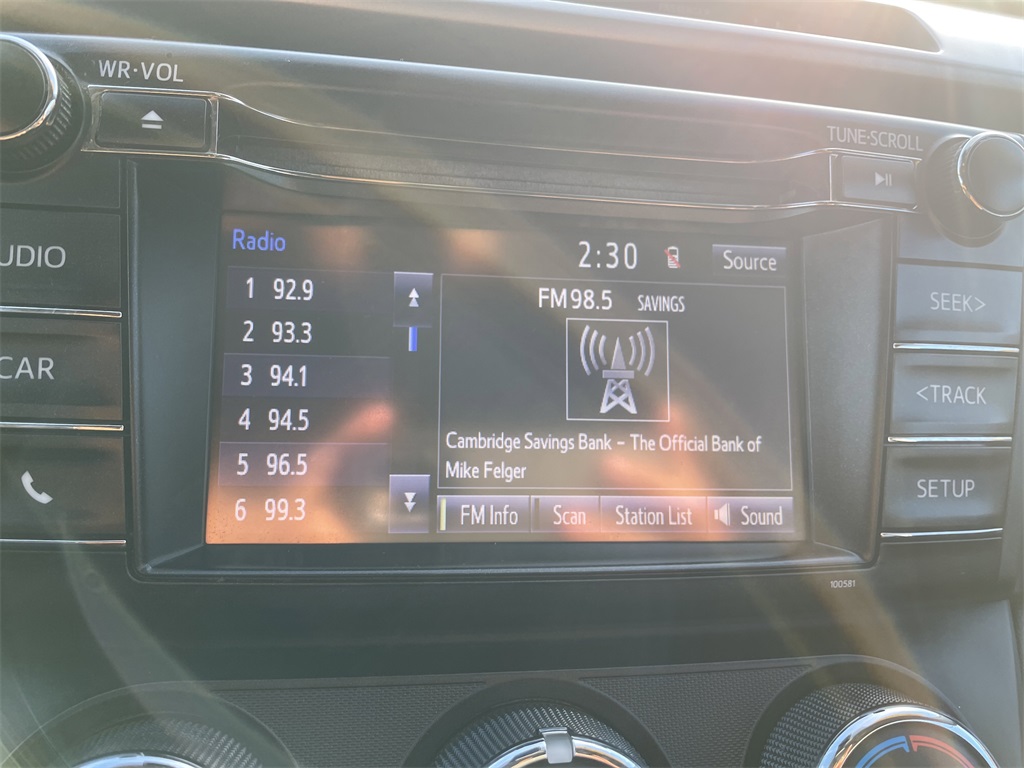 WR·VOL
TUNE·SCROLL
UDIO
CAR
Radio
2:30
Source
1 92.9
2 93.3
3 94.1
4 94.5
5 96.5
6 99.3
FM98.5 SAVINGS
Cambridge Savings Bank - The Official Bank of
Mike Felger
FM Info
Scan
Station List
Sound
SEEK>
<TRACK
SETUP
100581